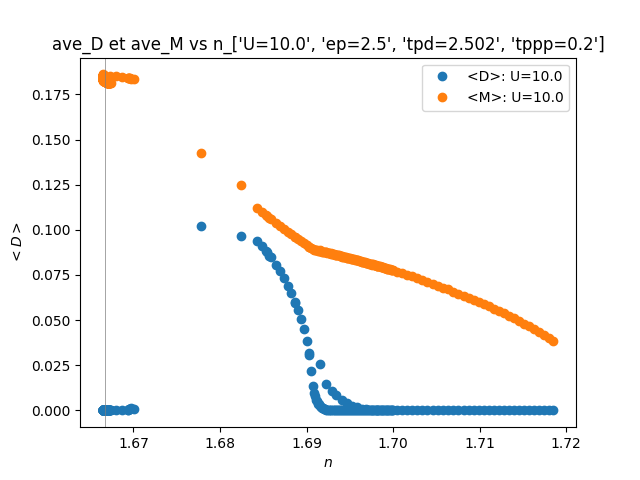 ave_D et ave_M vs n_['U=10.0', 'ep=2.5', 'tpd=2.502', 'tppp=0.2']
<D>: U=10.0
<M>: U=10.0
0.175
0.150
0.125
0.100
0.075
0.050
0.025
0.000
< D >
1.67 1.68 1.69 1.70 1.71 1.72
n